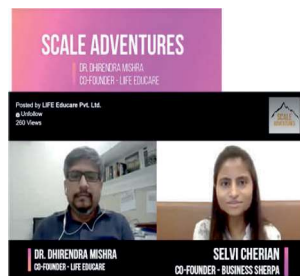 SCALE ADVENTURES
DR. DHIRENDRA MISHRA
CO-FOUNDER - LIFE EDUCARE
Posted by LIFE Educare Pvt. Ltd.
Unfollow
260 Views
SCALE
ADVENTURES
DR. DHIRENDRA MISHRA
CO-FOUNDER - LIFE EDUCARE
SELVI CHERIAN
CO-FOUNDER - BUSINESS SHERPA